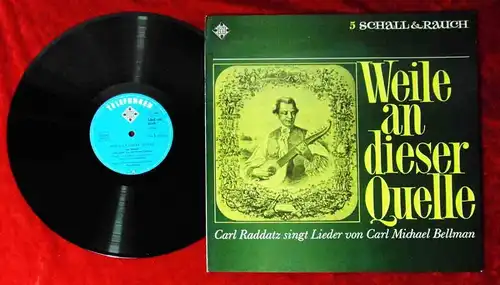 TELEFUNKEN
5 SCHALL & RAUCH
Weile
an
dieser
Quelle
Carl Raddatz singt Lieder von Carl Michael Bellman